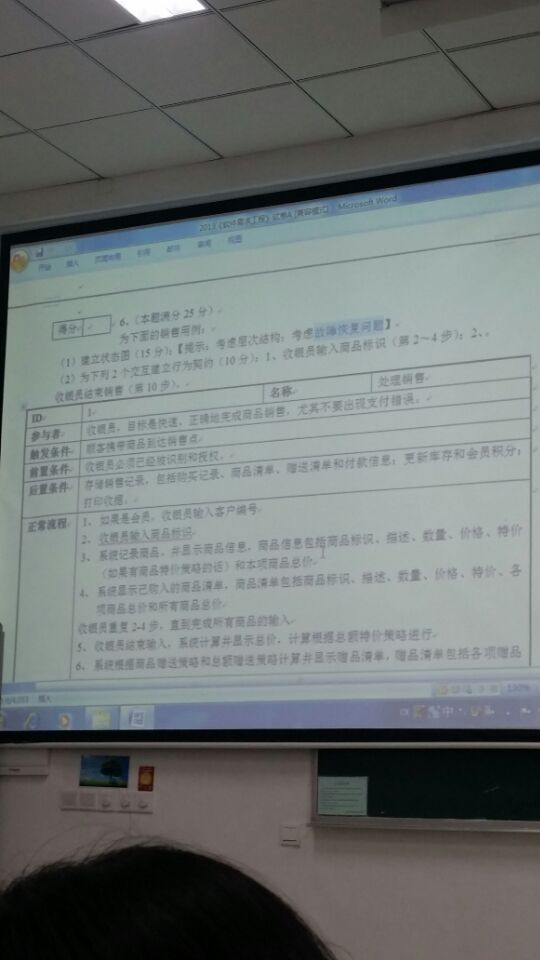 2013《软件需求工程》试卷A [兼容模式] - Microsoft Word
开始 插入 页面布局 引用 邮件 审阅 视图
得分
6、（本题满分 25 分）
为下面的销售用例：
（1）建立状态图（15 分）；【提示：考虑层次结构；考虑故障恢复问题】
（2）为下列 2 个交互建立行为契约（10 分）：1、收银员输入商品标识（第 2～4 步）；2、
收银员结束销售（第 10 步）。
ID 1 名称 处理销售
参与者 收银员，目标是快速、正确地完成商品销售，尤其不要出现支付错误。
触发条件 顾客携带商品到达销售点
前置条件 收银员必须已经被识别和授权。
后置条件 存储销售记录，包括购买记录、商品清单、赠送清单和付款信息；更新库存和会员积分；
打印收据。
正常流程 1、如果是会员，收银员输入客户编号
2、收银员输入商品标识
3、系统记录商品，并显示商品信息，商品信息包括商品标识、描述、数量、价格、特价
（如果有商品特价策略的话）和本项商品总价
4、系统显示已购入的商品清单，商品清单包括商品标识、描述、数量、价格、特价、各
项商品总价和所有商品总价
收银员重复 2-4 步，直到完成所有商品的输入
5、收银员结束输入，系统计算并显示总价，计算根据总额特价策略进行
6、系统根据商品赠送策略和总额赠送策略计算并显示赠品清单，赠品清单包括各项赠品
插入
130%
中